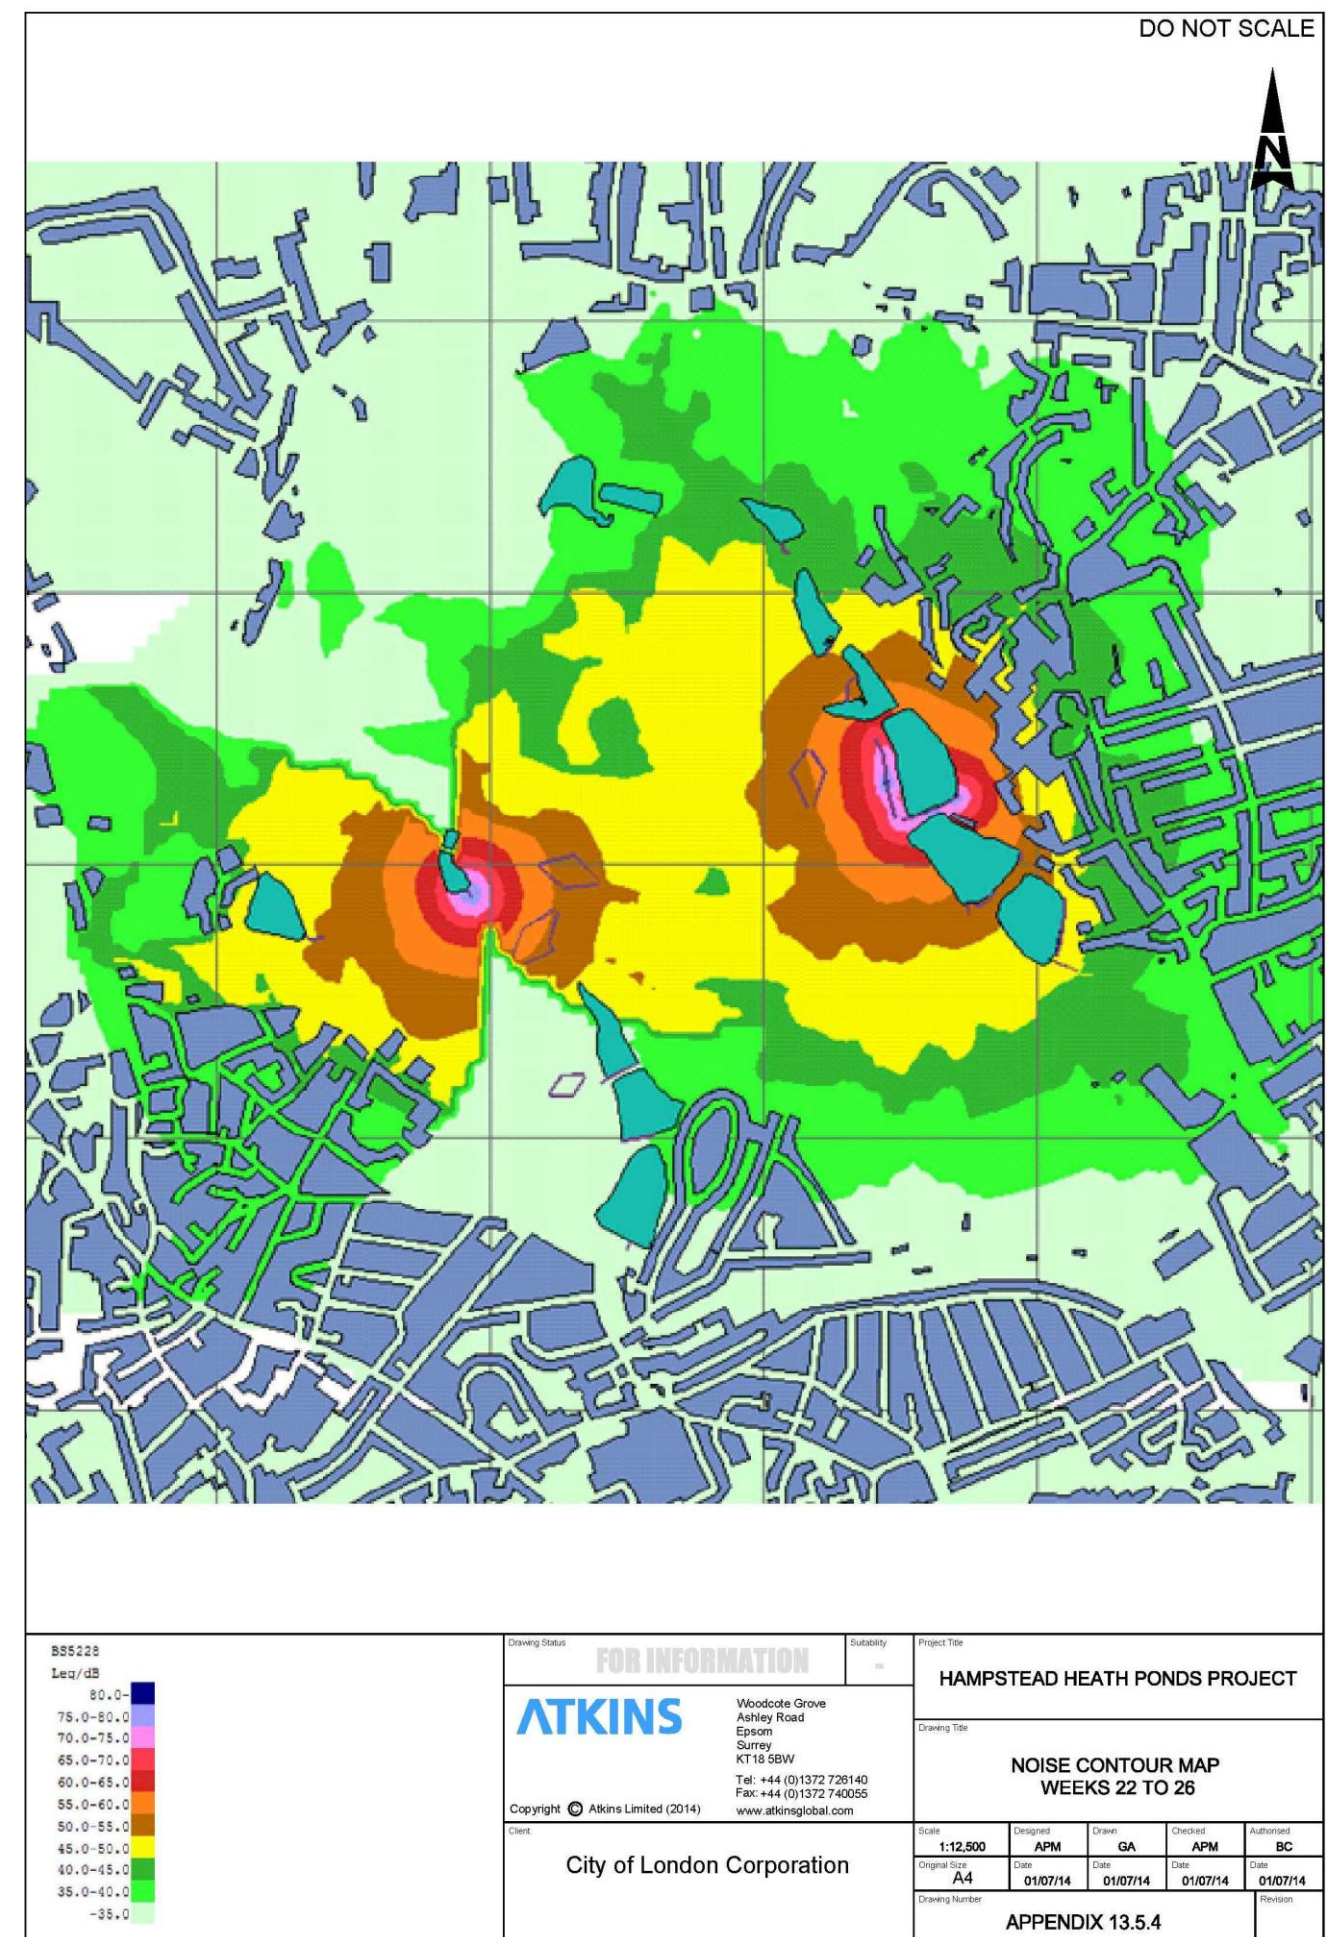 DO NOT SCALE
N
BS5228
Leq/dB
80.0-
75.0-80.0
70.0-75.0
65.0-70.0
60.0-65.0
55.0-60.0
50.0-55.0
45.0-50.0
40.0-45.0
35.0-40.0
-35.0
Drawing Status
FOR INFORMATION
Suitability
-
ATKINS
Woodcote Grove
Ashley Road
Epsom
Surrey
KT18 5BW
Tel: +44 (0)1372 726140
Fax: +44 (0)1372 740055
www.atkinsglobal.com
Copyright © Atkins Limited (2014)
Client
City of London Corporation
Project Title
HAMPSTEAD HEATH PONDS PROJECT
Drawing Title
NOISE CONTOUR MAP
WEEKS 22 TO 26
Scale Designed Drawn Checked Authorised
1:12,500 APM GA APM BC
Original Size Date Date Date Date
A4 01/07/14 01/07/14 01/07/14 01/07/14
Drawing Number Revision
APPENDIX 13.5.4